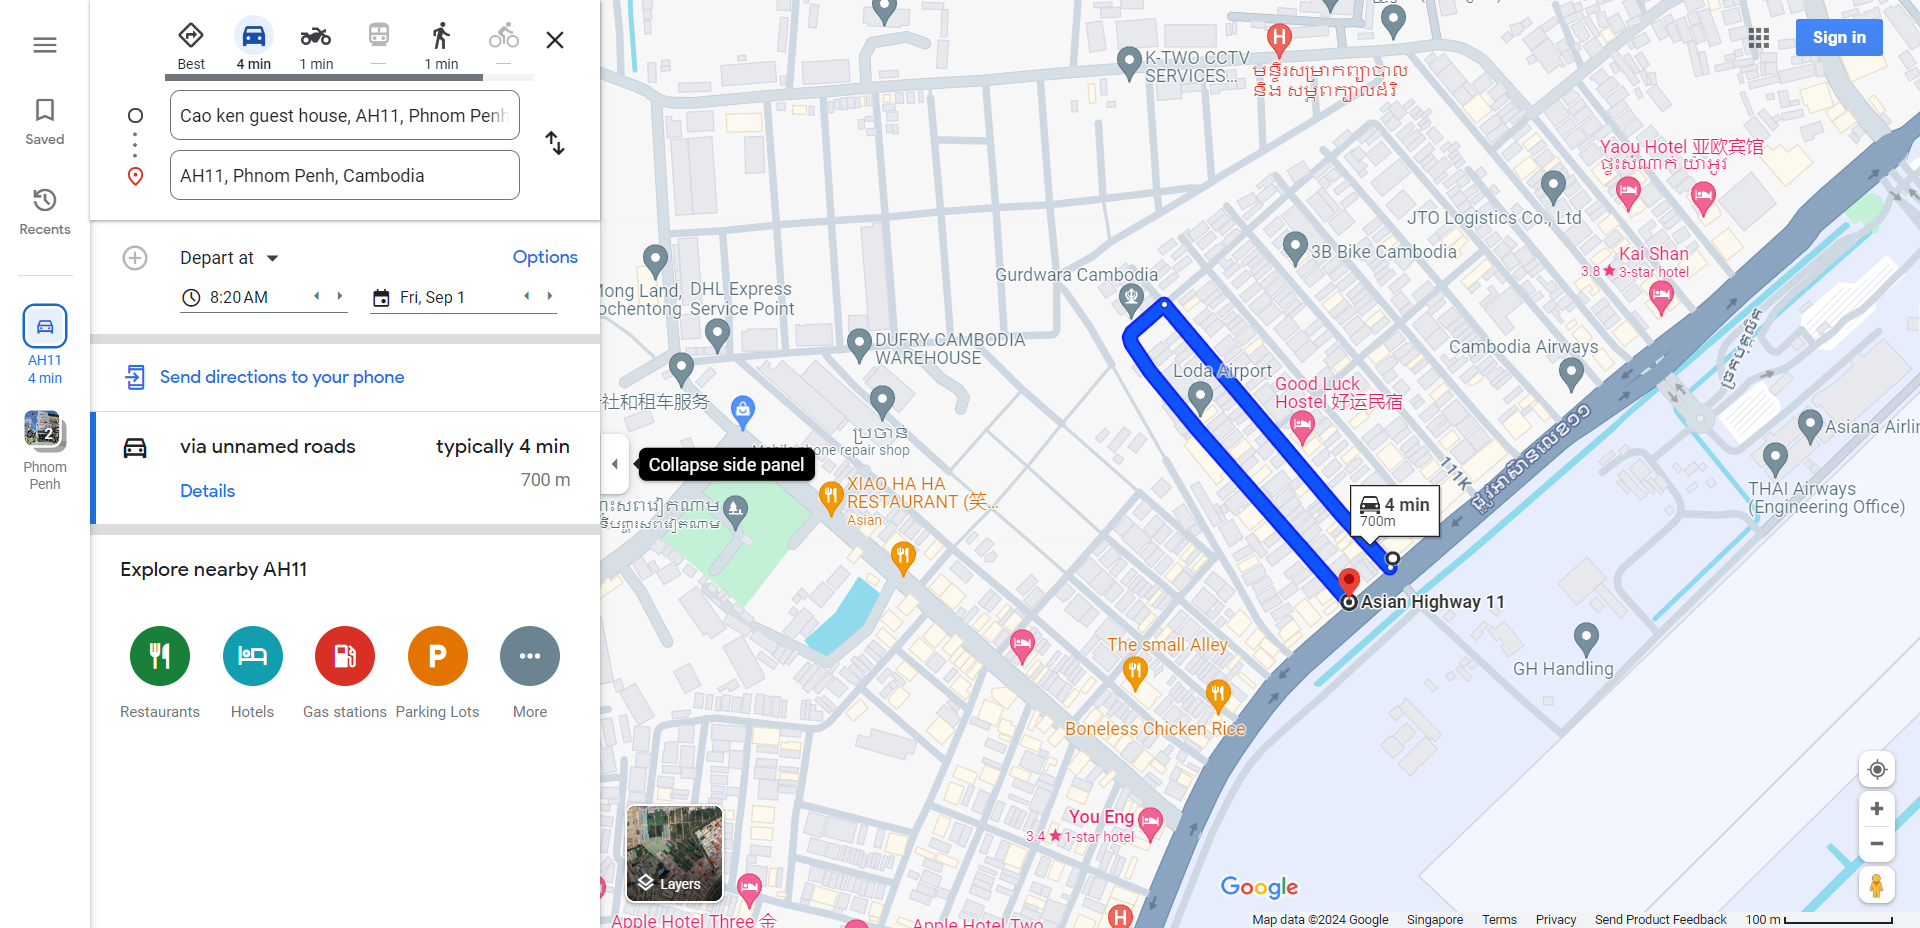 Best
4 min
1 min
1 min
Saved
Recents
AH11
4 min
2
Phnom
Penh
Cao ken guest house, AH11, Phnom Penh
AH11, Phnom Penh, Cambodia
Depart at
Options
8:20 AM
Fri, Sep 1
Send directions to your phone
via unnamed roads
typically 4 min
700 m
Details
Explore nearby AH11
Restaurants
Hotels
Gas stations
Parking Lots
More
P
Collapse side panel
Sign in
K-TWO CCTV
SERVICES...
H
មន្ទីរសម្រាកព្យាបាល
និង សម្ភពក្បាលដំរី
Yaou Hotel 亚欧宾馆
ផ្ទះសំណាក់ យ៉ាអូវ
JTO Logistics Co., Ltd
3B Bike Cambodia
Kai Shan
3.8 ★ 3-star hotel
Gurdwara Cambodia
DHL Express
Service Point
DUFRY CAMBODIA
WAREHOUSE
Cambodia Airways
Loda Airport
Good Luck
Hostel 好运民宿
社和租车服务
ប្រចាន់
phone repair shop
XIAO HA HA
RESTAURANT (笑...
Asian
111K
Asiana Airlin
THAI Airways
(Engineering Office)
4 min
700m
Asian Highway 11
The small Alley
Boneless Chicken Rice
GH Handling
You Eng
3.4 ★ 1-star hotel
Apple Hotel Three 金
Apple Hotel Two
H
Layers
Google
Map data ©2024 Google
Singapore
Terms
Privacy
Send Product Feedback
100 m